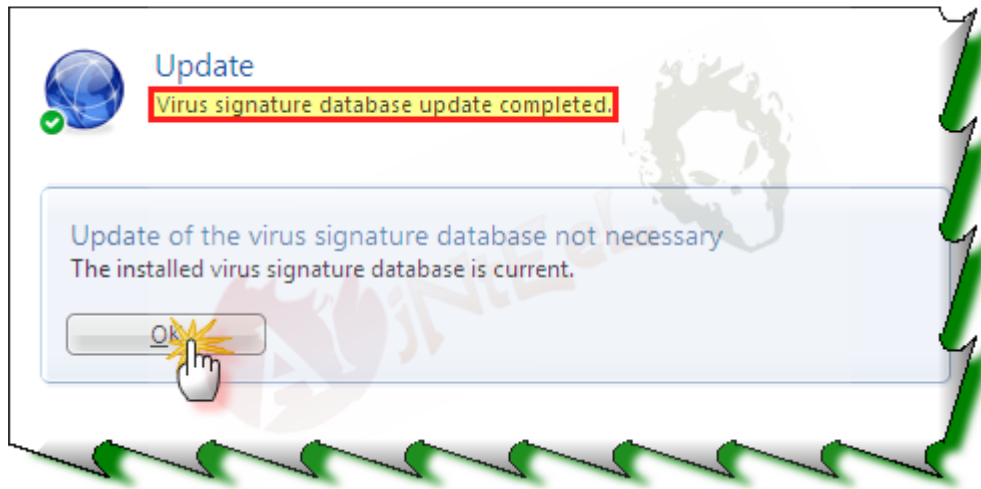 Update
Virus signature database update completed.
Update of the virus signature database not necessary
The installed virus signature database is current.
Ok